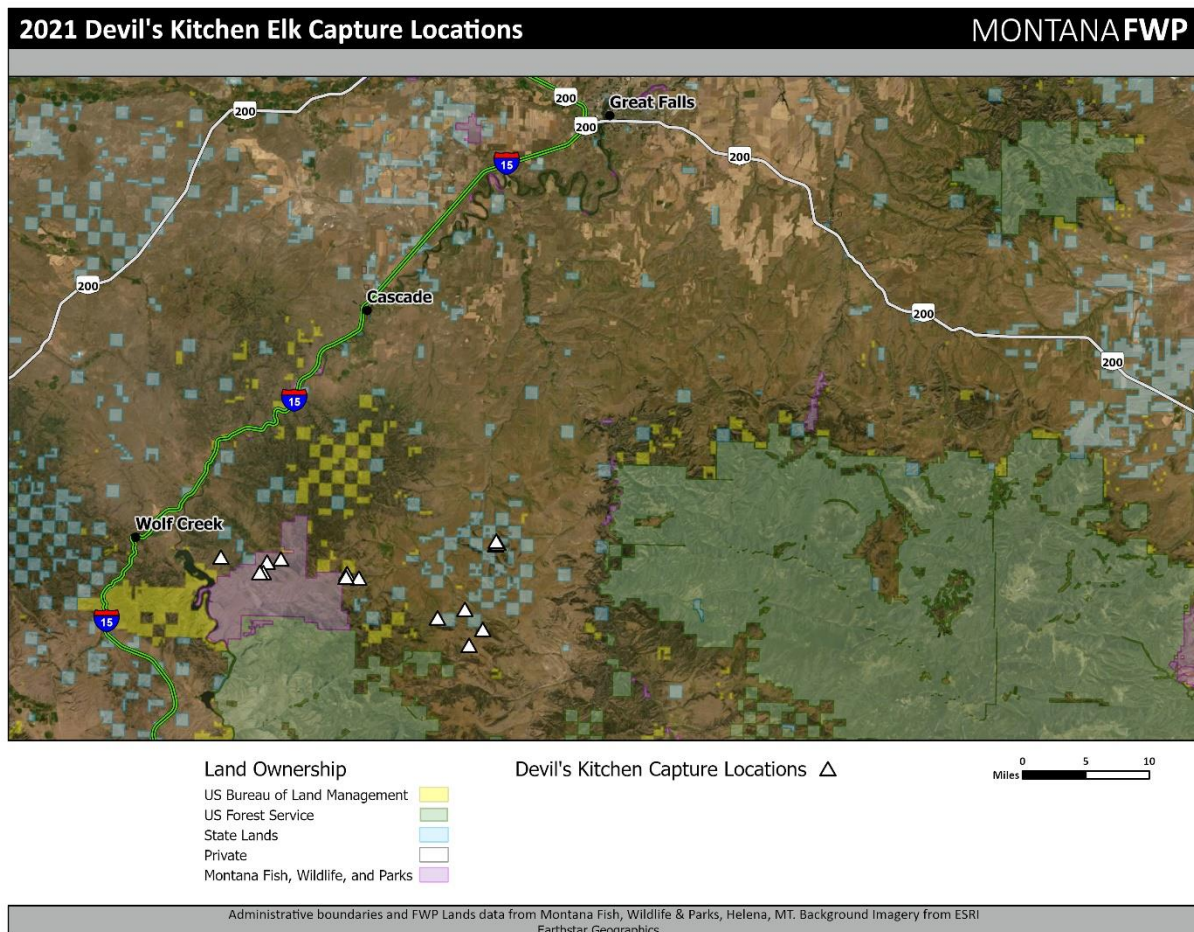 2021 Devil's Kitchen Elk Capture Locations
MONTANA FWP
200
200
Great Falls
200
200
15
200
Cascade
200
200
15
Wolf Creek
15
Land Ownership
US Bureau of Land Management
US Forest Service
State Lands
Private
Montana Fish, Wildlife, and Parks
Devil's Kitchen Capture Locations
0 5 10
Miles
Administrative boundaries and FWP Lands data from Montana Fish, Wildlife & Parks, Helena, MT. Background Imagery from ESRI
Earthstar Geographics